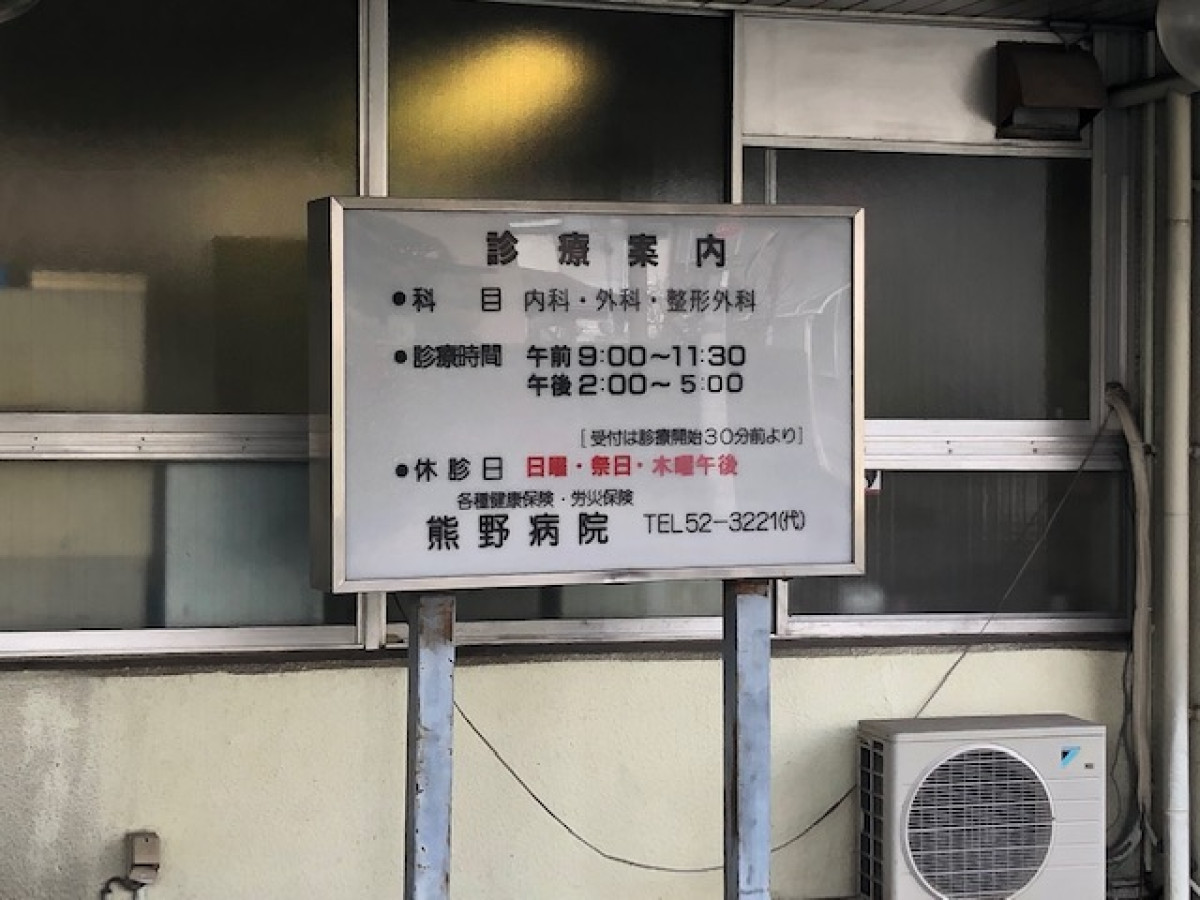 診療案内
●科目 内科・外科・整形外科
●診療時間 午前9:00〜11:30
午後2:00〜5:00
[受付は診療開始30分前より]
●休診日 日曜・祭日・木曜午後
各種健康保険・労災保険
熊野病院 TEL52-3221(代)